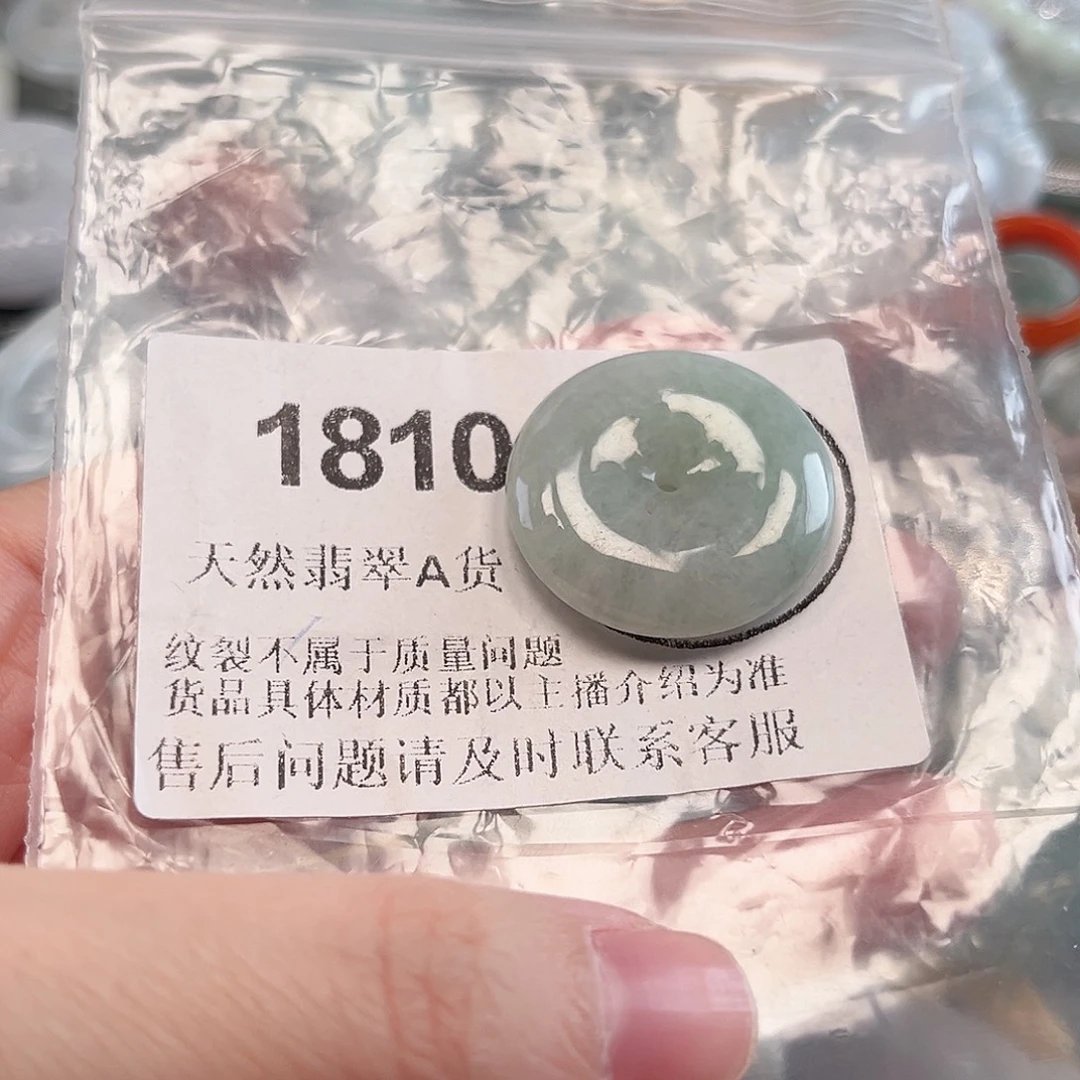 1810
天然翡翠A货
纹裂不属于质量问题
货品具体材质都以主播介绍为准
售后问题请及时联系客服